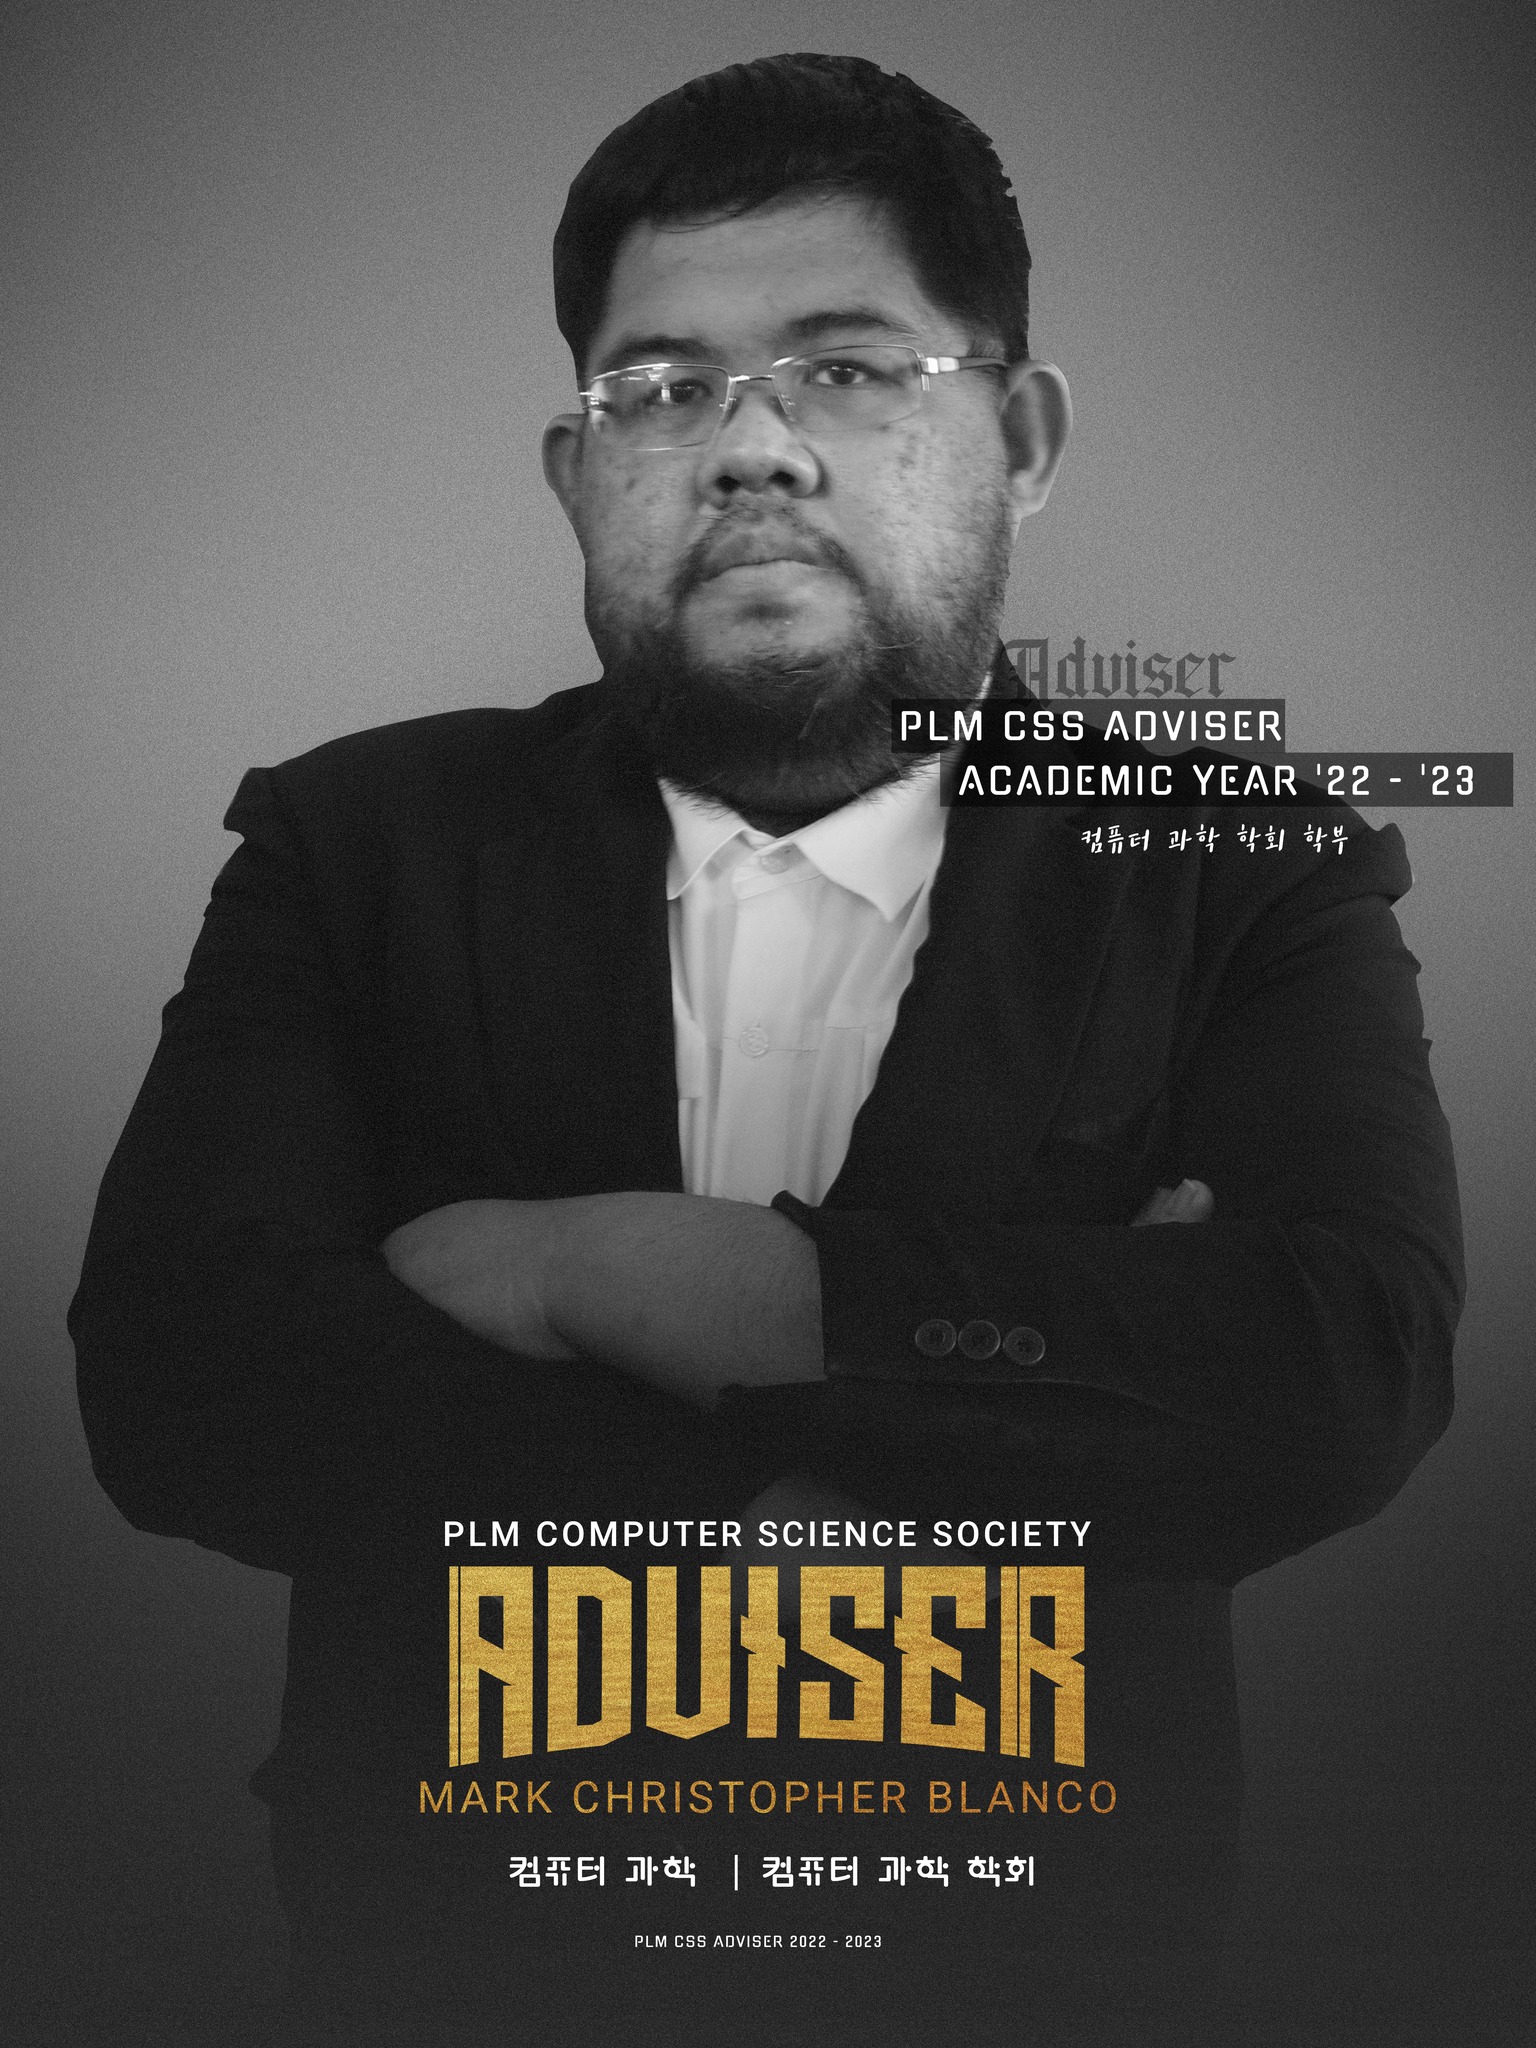 Adviser
PLM CSS ADVISER
ACADEMIC YEAR '22 - '23
컴퓨터 과학 학회 학부
PLM COMPUTER SCIENCE SOCIETY
ADVISER
MARK CHRISTOPHER BLANCO
컴퓨터 과학 | 컴퓨터 과학 학회
PLM CSS ADVISER 2022 - 2023